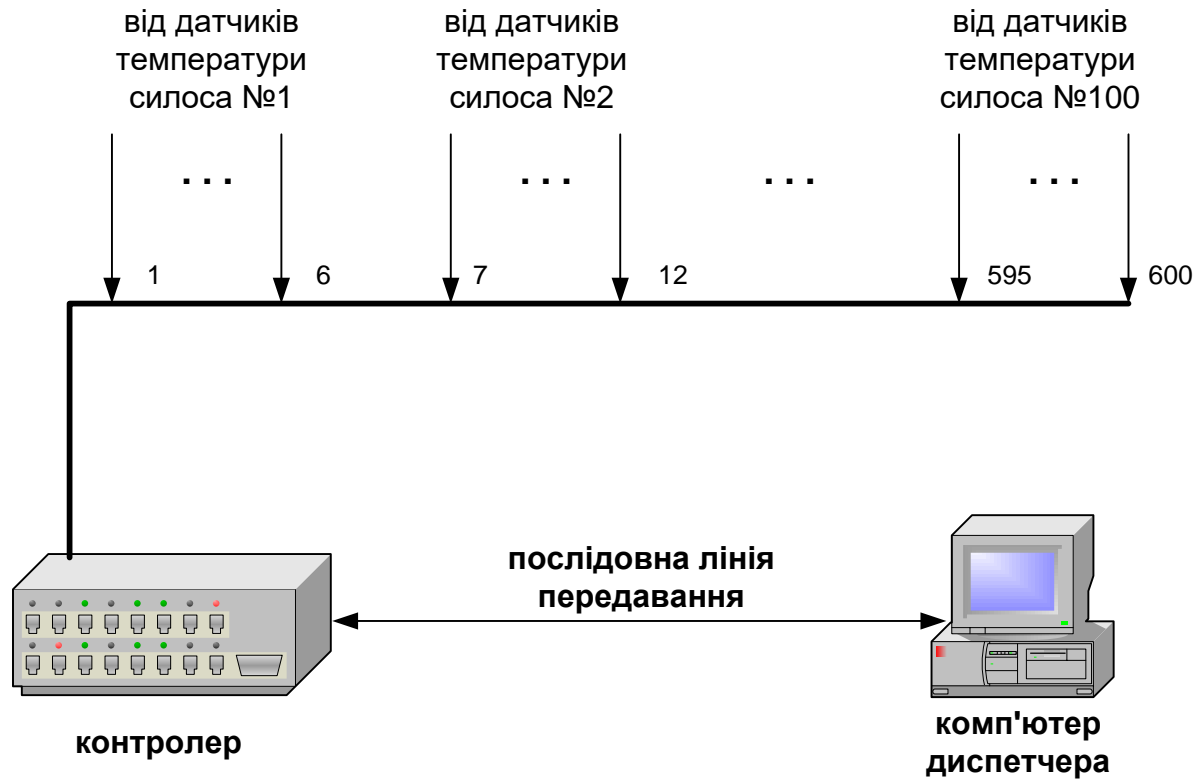 від датчиків
температури
силоса №1
від датчиків
температури
силоса №2
від датчиків
температури
силоса №100
. . .
. . .
. . .
. . .
1
6
7
12
595
600
послідовна лінія
передавання
контролер
комп'ютер
диспетчера